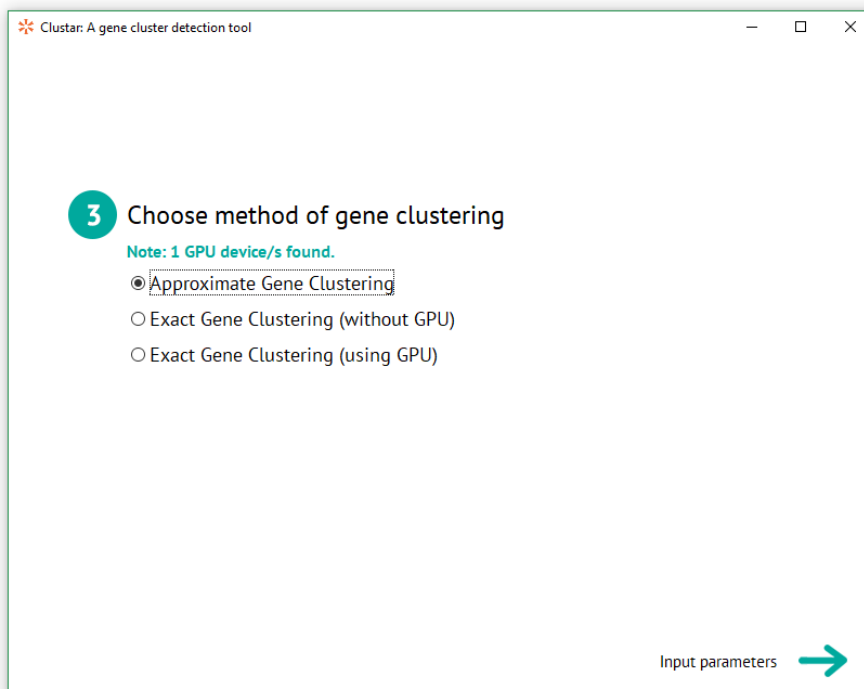 Clustar: A gene cluster detection tool
3 Choose method of gene clustering
Note: 1 GPU device/s found.
Approximate Gene Clustering
Exact Gene Clustering (without GPU)
Exact Gene Clustering (using GPU)
Input parameters